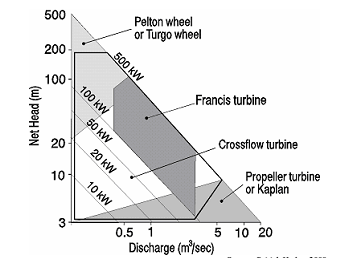 500
200
100
20
10
3
Net Head (m)
Pelton wheel
or Turgo wheel
500 kW
100 kW
50 kW
20 kW
10 kW
Francis turbine
Crossflow turbine
Propeller turbine
or Kaplan
0.5 1 5 10 20
Discharge (m³/sec)